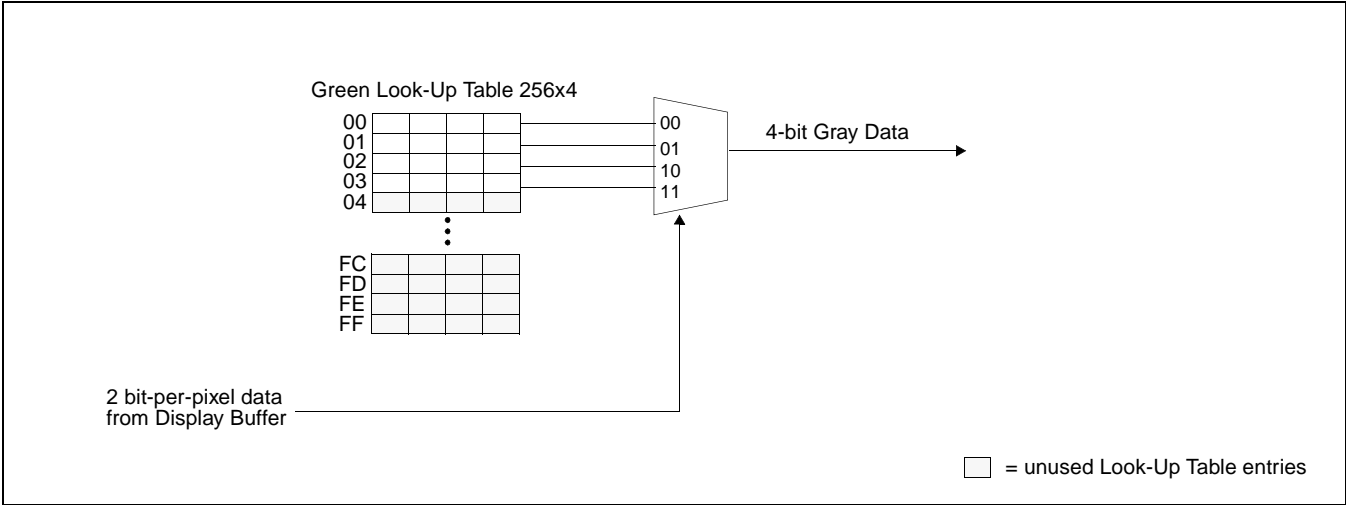 Green Look-Up Table 256x4
00
01
02
03
04
FC
FD
FE
FF
00
01
10
11
4-bit Gray Data
2 bit-per-pixel data
from Display Buffer
= unused Look-Up Table entries